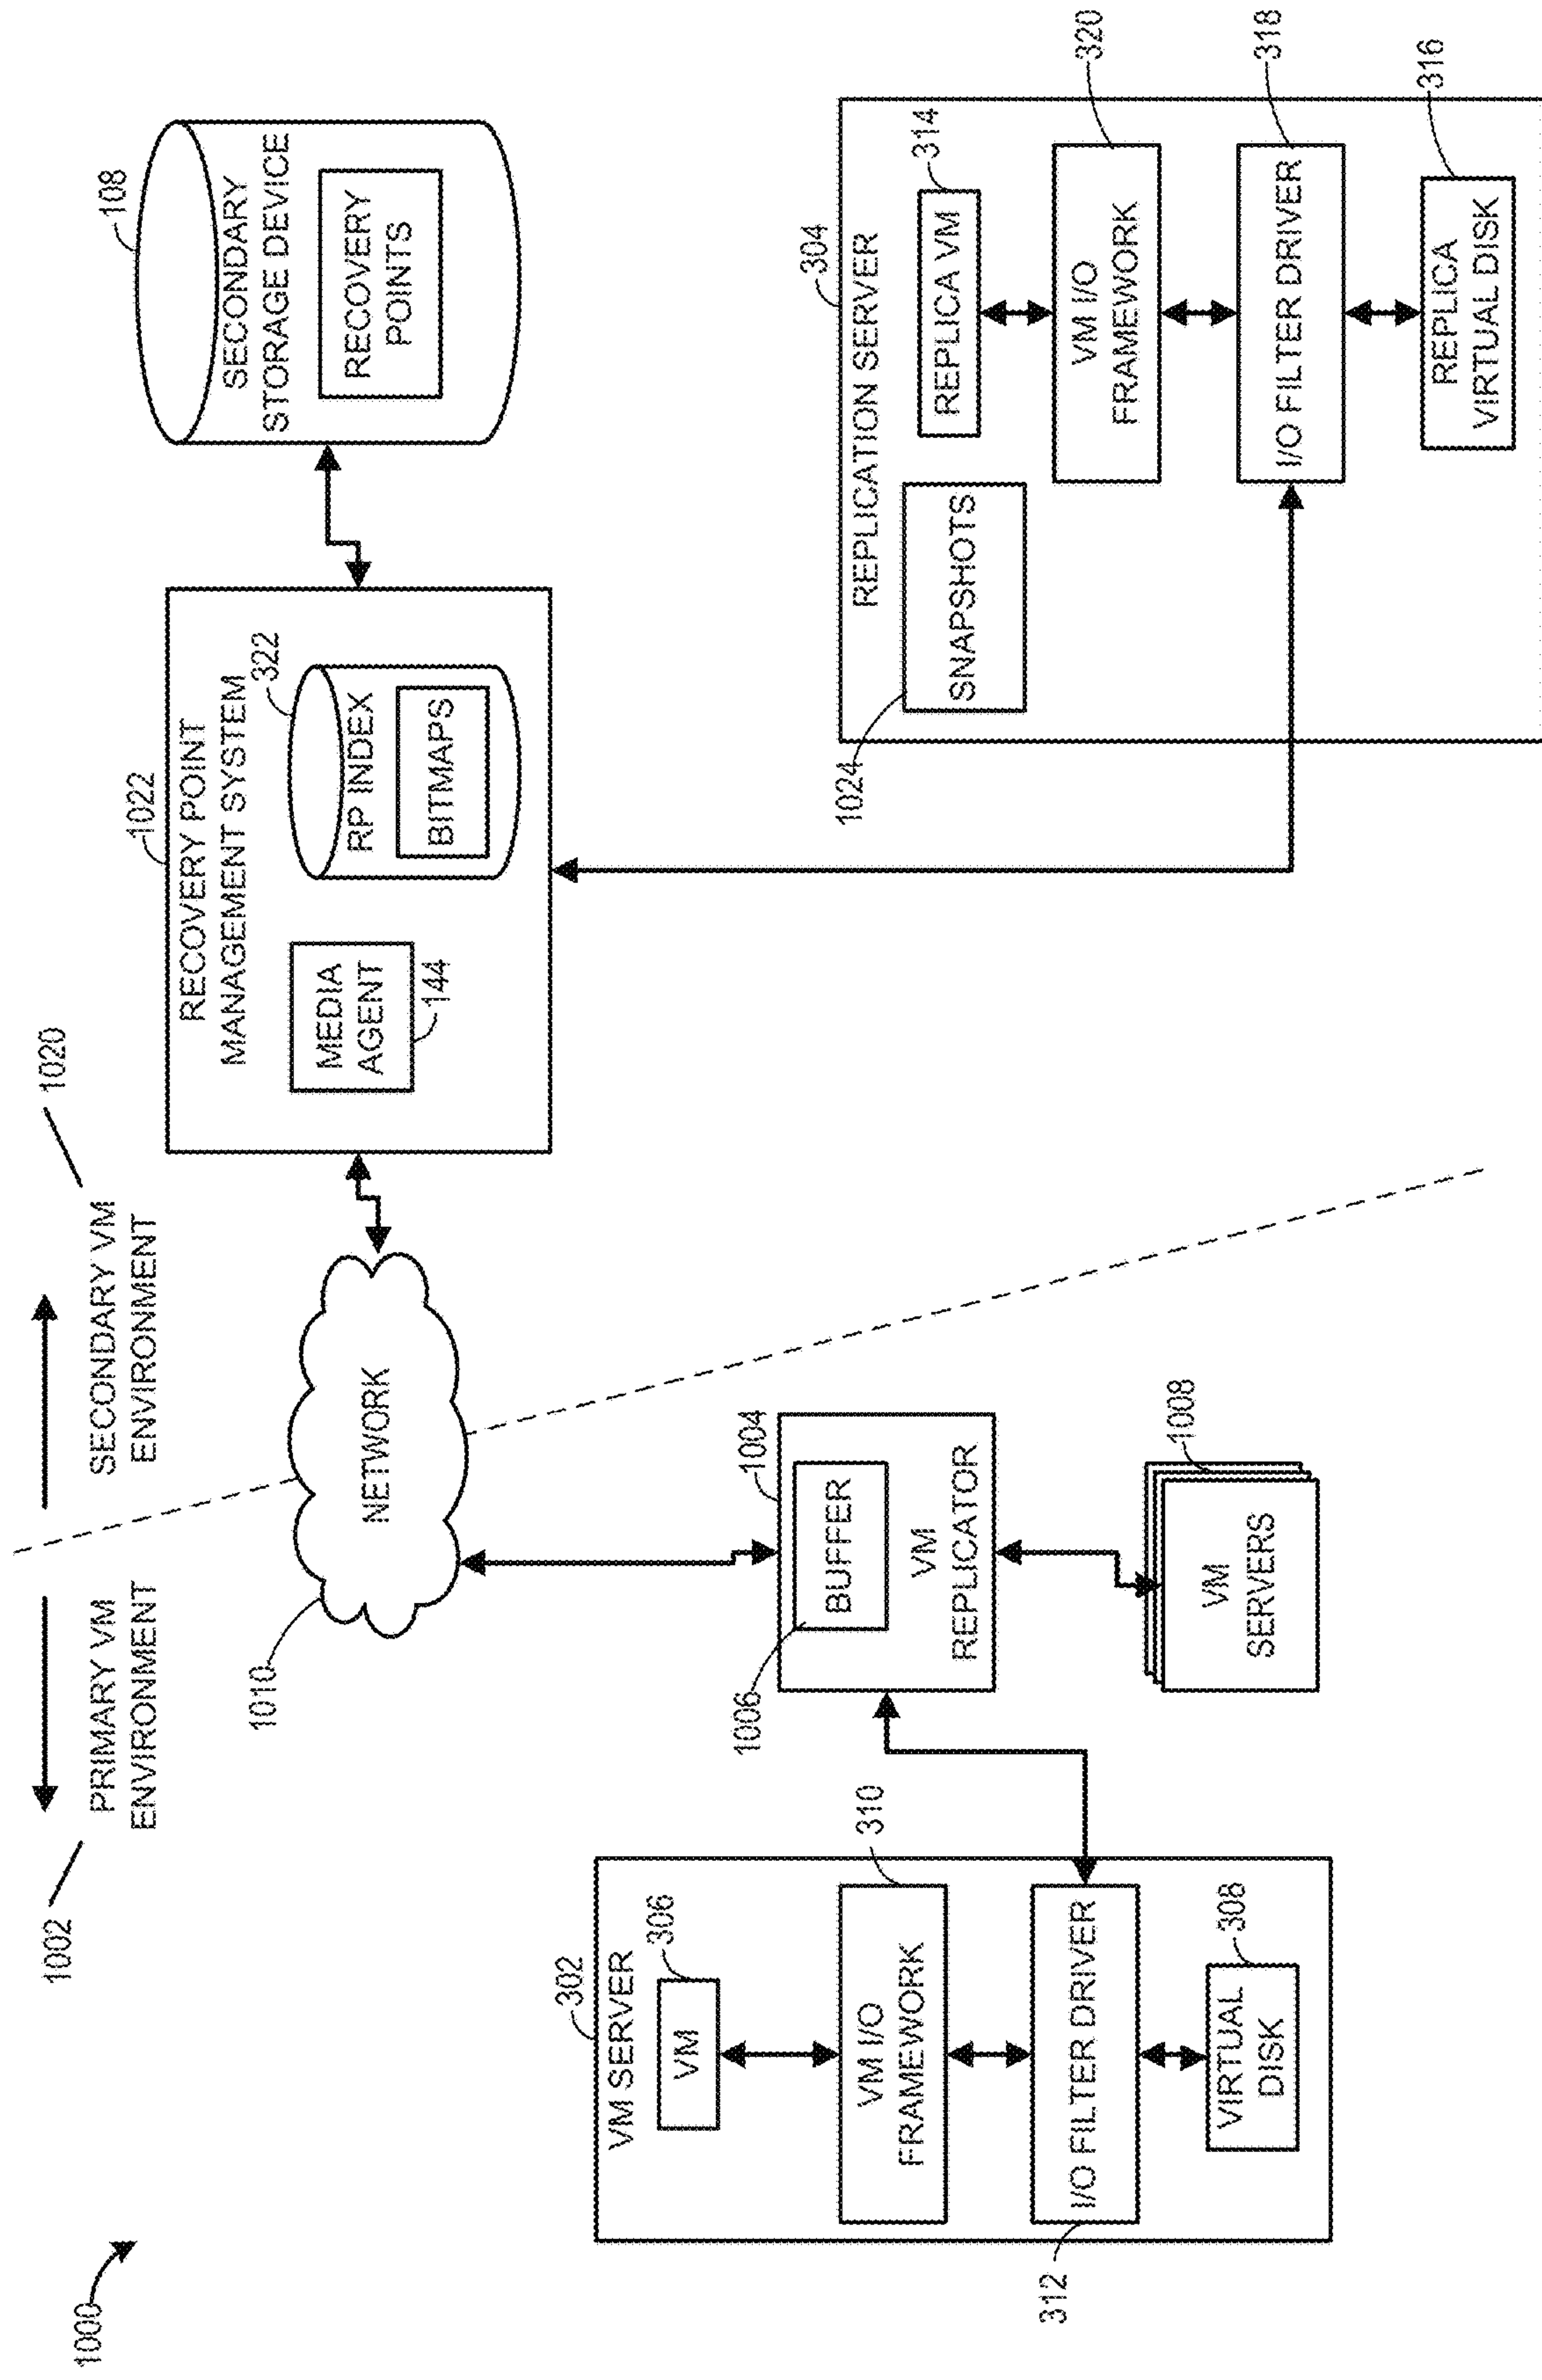 1000
1002
PRIMARY VM
ENVIRONMENT
SECONDARY VM
ENVIRONMENT
1020
1010
NETWORK
1022
RECOVERY POINT
MANAGEMENT SYSTEM
MEDIA
AGENT
144
322
RP INDEX
BITMAPS
108
SECONDARY
STORAGE DEVICE
RECOVERY
POINTS
302
VM SERVER
VM
306
VM I/O
FRAMEWORK
310
I/O FILTER DRIVER
312
VIRTUAL
DISK
308
1004
BUFFER
1006
VM
REPLICATOR
1008
VM
SERVERS
304
REPLICATION SERVER
SNAPSHOTS
1024
REPLICA VM
314
VM I/O
FRAMEWORK
320
I/O FILTER DRIVER
318
REPLICA
VIRTUAL DISK
316